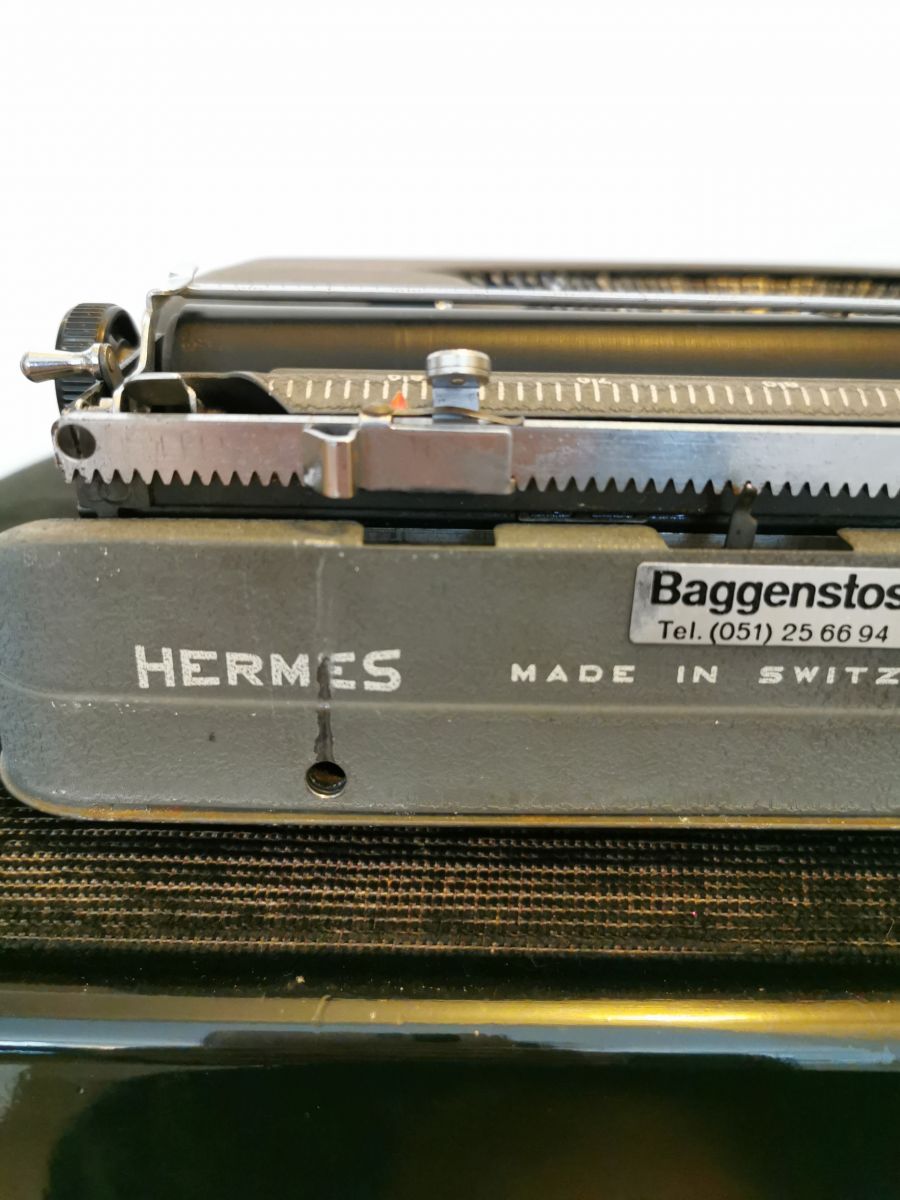 Baggenstos
Tel. (051) 25 66 94
HERMES MADE IN SWITZ